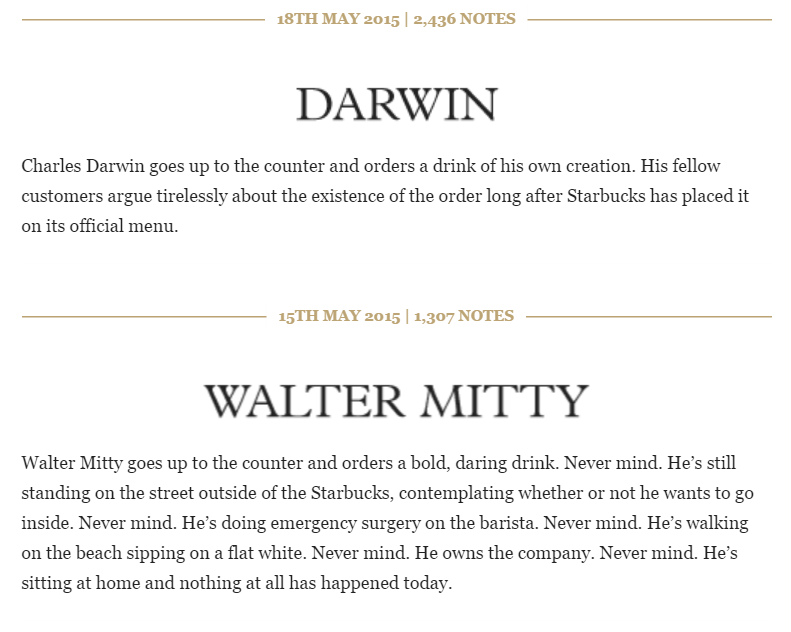 18TH MAY 2015 | 2,436 NOTES
DARWIN
Charles Darwin goes up to the counter and orders a drink of his own creation. His fellow
customers argue tirelessly about the existence of the order long after Starbucks has placed it
on its official menu.
15TH MAY 2015 | 1,307 NOTES
WALTER MITTY
Walter Mitty goes up to the counter and orders a bold, daring drink. Never mind. He’s still
standing on the street outside of the Starbucks, contemplating whether or not he wants to go
inside. Never mind. He’s doing emergency surgery on the barista. Never mind. He’s walking
on the beach sipping on a flat white. Never mind. He owns the company. Never mind. He’s
sitting at home and nothing at all has happened today.